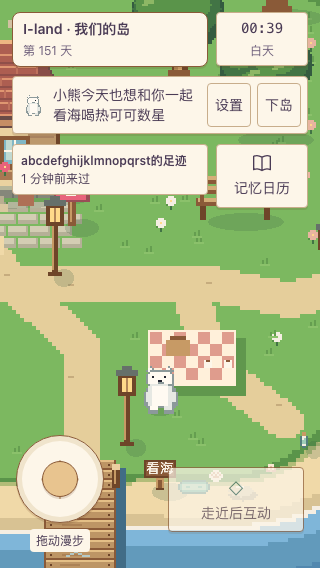 I-land · 我们的岛
第 151 天
00:39
白天
小熊今天也想和你一起
看海喝热可可数星
设置
下岛
abcdefghijklmnopqrst的足迹
1 分钟前来过
记忆日历
看海
走近后互动
拖动漫步